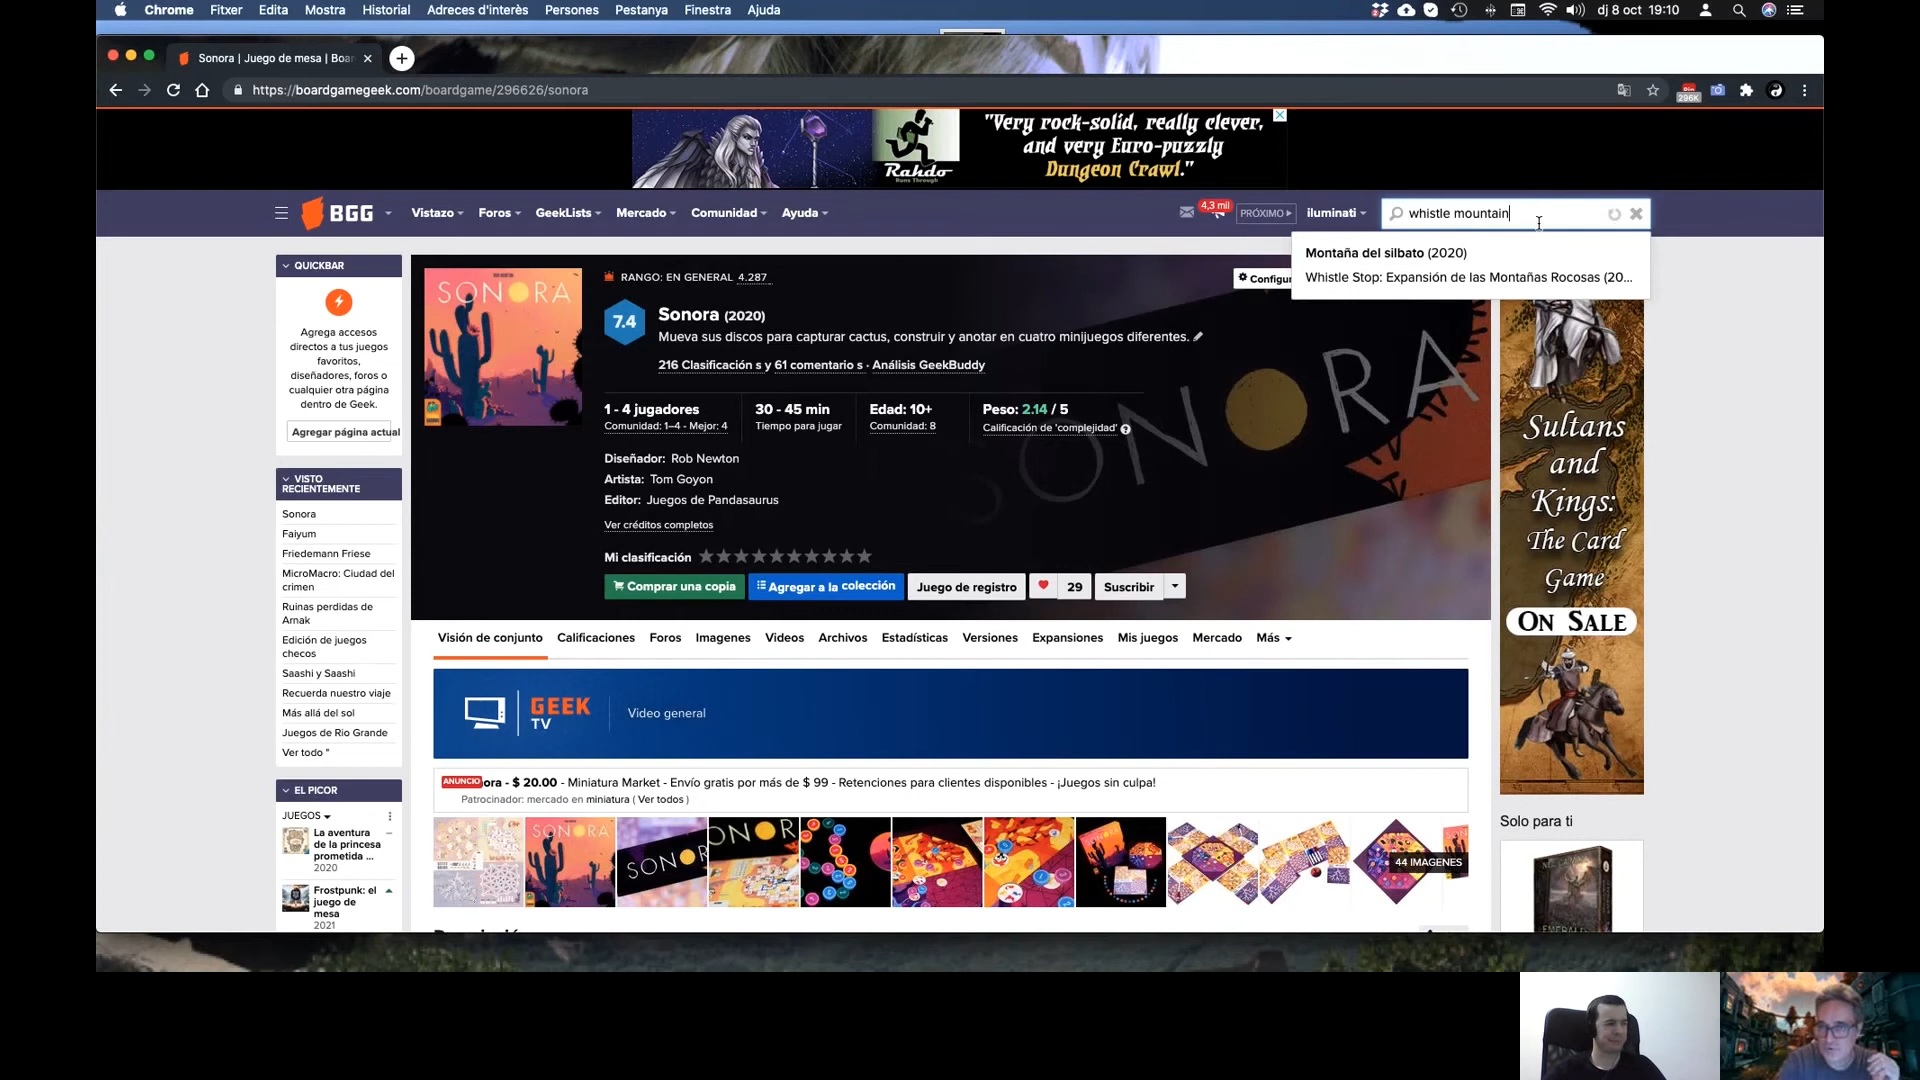 Chrome Fitxer Edita Mostra Historial Adreces d'interès Persones Pestanya Finestra Ajuda
dj 8 oct 19:10
Sonora | Juego de mesa | Boar
https://boardgamegeek.com/boardgame/296626/sonora
296K
"Very rock-solid, really clever,
and very Euro-puzzly
Dungeon Crawl."
Rahdo
Runs Through
BGG
Vistazo Foros GeekLists Mercado Comunidad Ayuda
4,3 mil
PRÓXIMO
iluminati
whistle mountain
Montaña del silbato (2020)
Whistle Stop: Expansión de las Montañas Rocosas (20...
QUICKBAR
Agrega accesos
directos a tus juegos
favoritos,
diseñadores, foros o
cualquier otra página
dentro de Geek.
Agregar página actual
VISTO
RECIENTEMENTE
Sonora
Faiyum
Friedemann Friese
MicroMacro: Ciudad del
crimen
Ruinas perdidas de
Arnak
Edición de juegos
checos
Saashi y Saashi
Recuerda nuestro viaje
Más allá del sol
Juegos de Rio Grande
Ver todo "
EL PICOR
JUEGOS
La aventura
de la princesa
prometida ...
2020
Frostpunk: el
juego de
mesa
2021
SONORA
RANGO: EN GENERAL 4.287
Configur
7.4
Sonora (2020)
Mueva sus discos para capturar cactus, construir y anotar en cuatro minijuegos diferentes.
216 Clasificación s y 61 comentario s · Análisis GeekBuddy
1 - 4 jugadores
Comunidad: 1–4 - Mejor: 4
30 - 45 min
Tiempo para jugar
Edad: 10+
Comunidad: 8
Peso: 2.14 / 5
Calificación de 'complejidad'
Diseñador: Rob Newton
Artista: Tom Goyon
Editor: Juegos de Pandasaurus
Ver créditos completos
Mi clasificación
Comprar una copia
Agregar a la colección
Juego de registro
29
Suscribir
SONORA
Visión de conjunto Calificaciones Foros Imagenes Videos Archivos Estadísticas Versiones Expansiones Mis juegos Mercado Más
GEEK
TV
Video general
ANUNCIO ora - $ 20.00 - Miniatura Market - Envío gratis por más de $ 99 - Retenciones para clientes disponibles - ¡Juegos sin culpa!
Patrocinador: mercado en miniatura ( Ver todos )
SONORA
SONOR
ONOR
44 IMAGENES
Sultans
and
Kings:
The Card
Game
ON SALE
Solo para ti